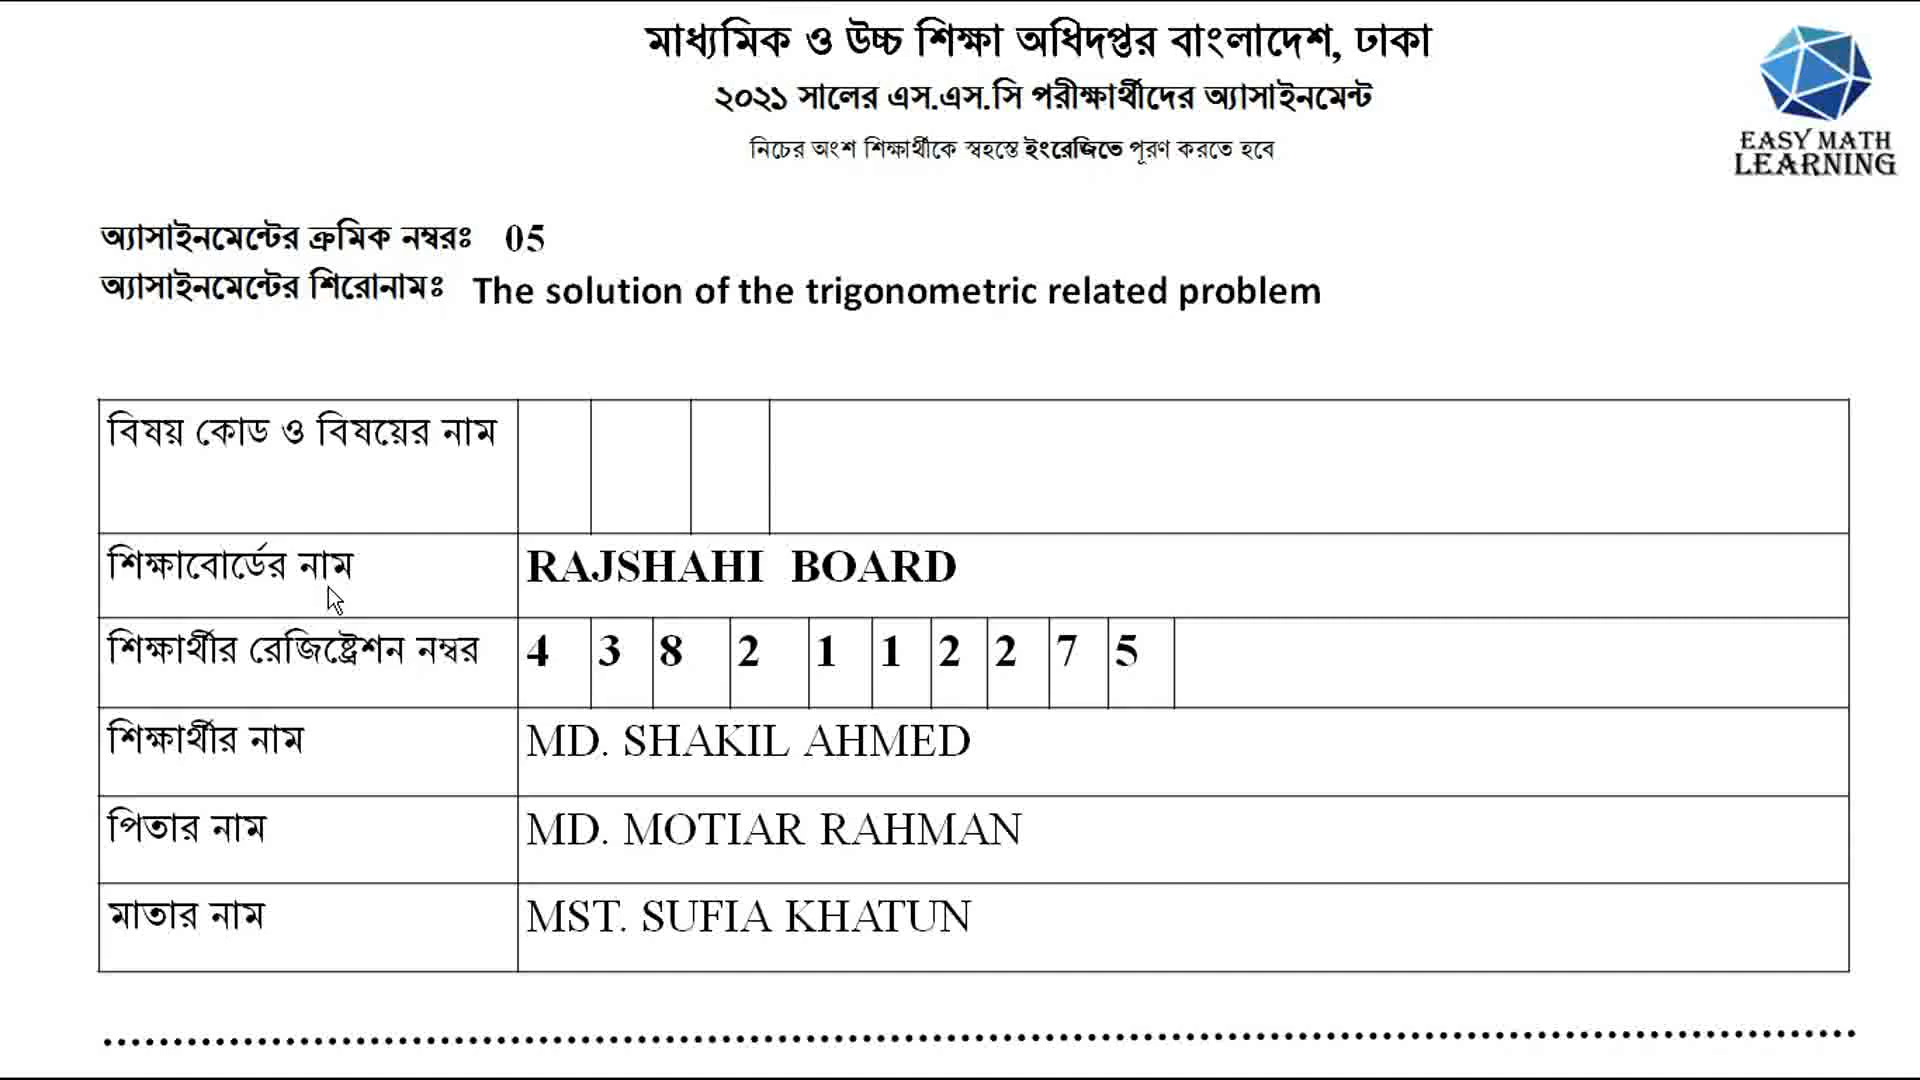 মাধ্যমিক ও উচ্চ শিক্ষা অধিদপ্তর বাংলাদেশ, ঢাকা
২০২১ সালের এস.এস.সি পরীক্ষার্থীদের অ্যাসাইনমেন্ট
নিচের অংশ শিক্ষার্থীকে স্বহস্তে ইংরেজিতে পূরণ করতে হবে
EASY MATH
LEARNING
অ্যাসাইনমেন্টের ক্রমিক নম্বরঃ 05
অ্যাসাইনমেন্টের শিরোনামঃ The solution of the trigonometric related problem
বিষয় কোড ও বিষয়ের নাম
শিক্ষাবোর্ডের নাম RAJSHAHI BOARD
শিক্ষার্থীর রেজিষ্ট্রেশন নম্বর 4 3 8 2 1 1 2 2 7 5
শিক্ষার্থীর নাম MD. SHAKIL AHMED
পিতার নাম MD. MOTIAR RAHMAN
মাতার নাম MST. SUFIA KHATUN